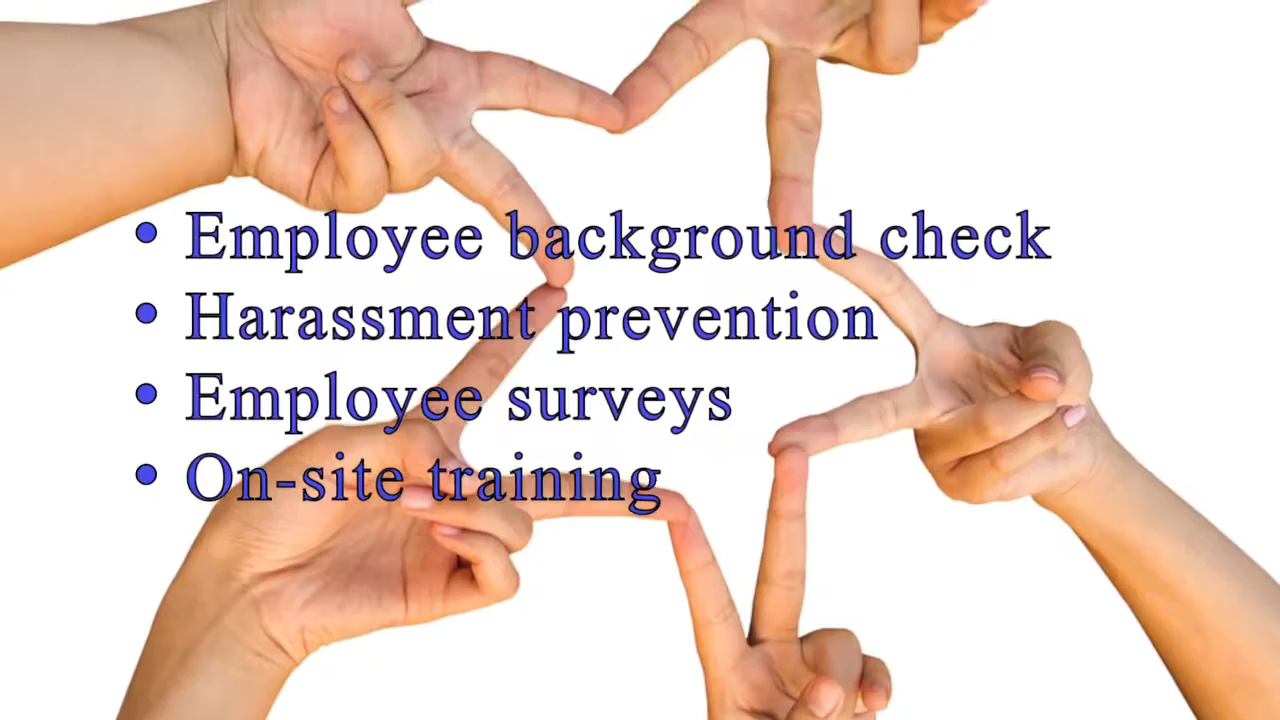 • Employee background check
• Harassment prevention
• Employee surveys
• On-site training